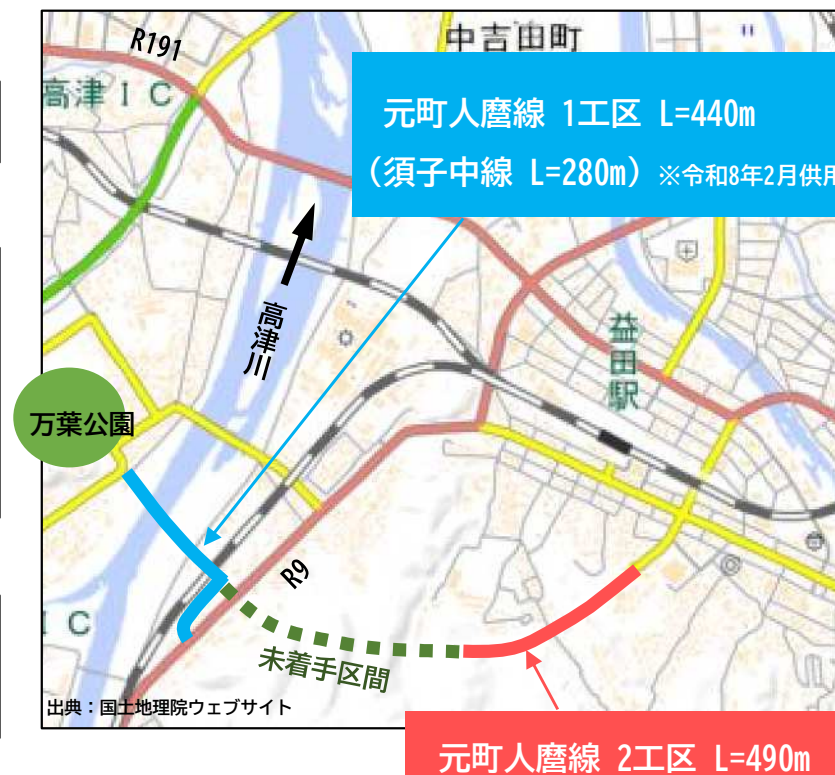 R191
中吉田町
高津IC
元町人麿線 1工区 L=440m
(須子中線 L=280m)※令和8年2月供用
高津川
益田駅
万葉公園
R9
IC
未着手区間
出典:国土地理院ウェブサイト
元町人麿線 2工区 L=490m